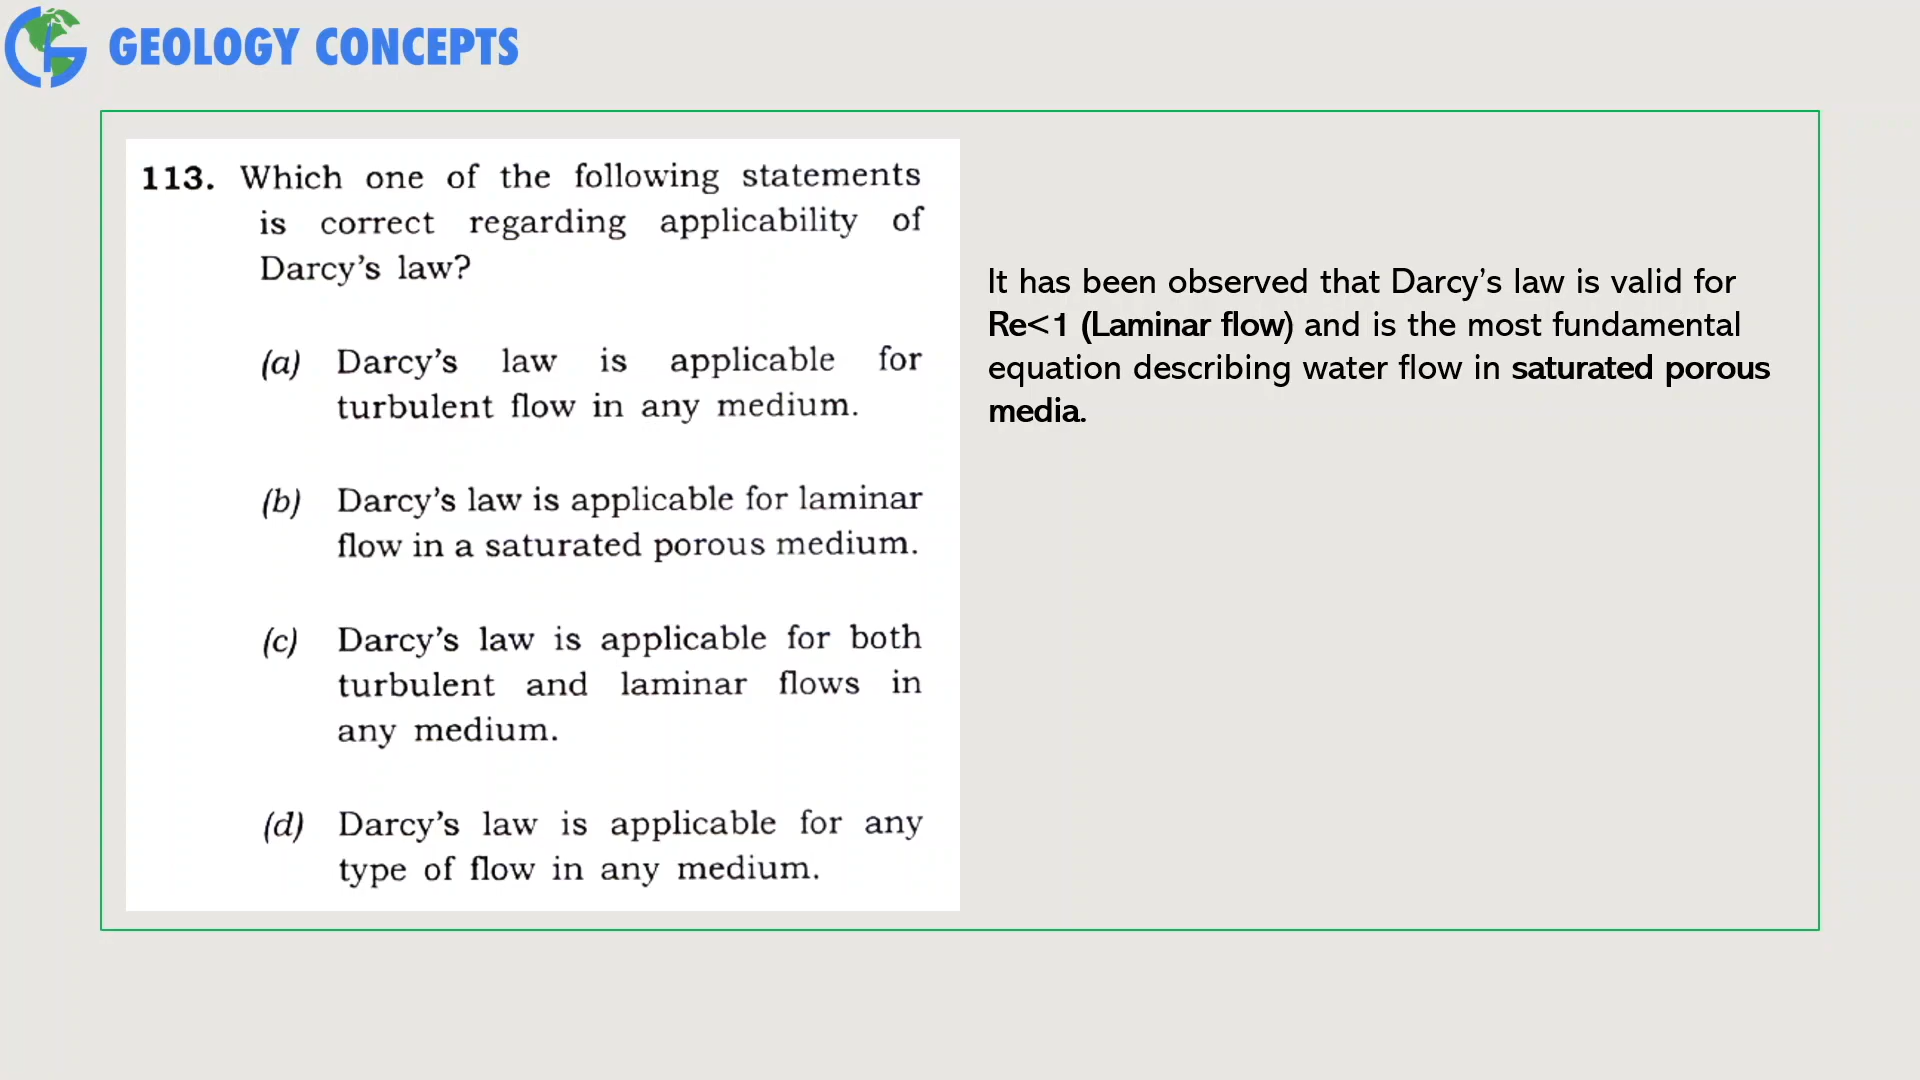 GEOLOGY CONCEPTS
113. Which one of the following statements
is correct regarding applicability of
Darcy's law?
(a) Darcy's law is applicable for
turbulent flow in any medium.
(b) Darcy's law is applicable for laminar
flow in a saturated porous medium.
(c) Darcy's law is applicable for both
turbulent and laminar flows in
any medium.
(d) Darcy's law is applicable for any
type of flow in any medium.
It has been observed that Darcy's law is valid for
Re<1 (Laminar flow) and is the most fundamental
equation describing water flow in saturated porous
media.